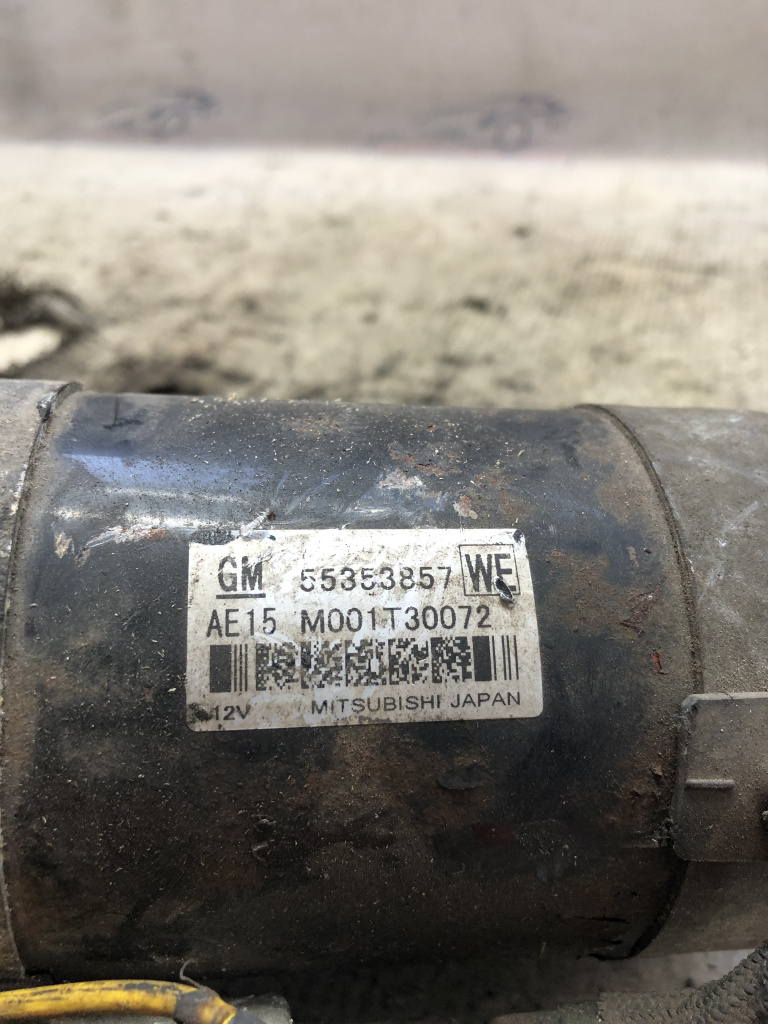 GM 55353857 WE
AE15 M001T30072
12V MITSUBISHI JAPAN